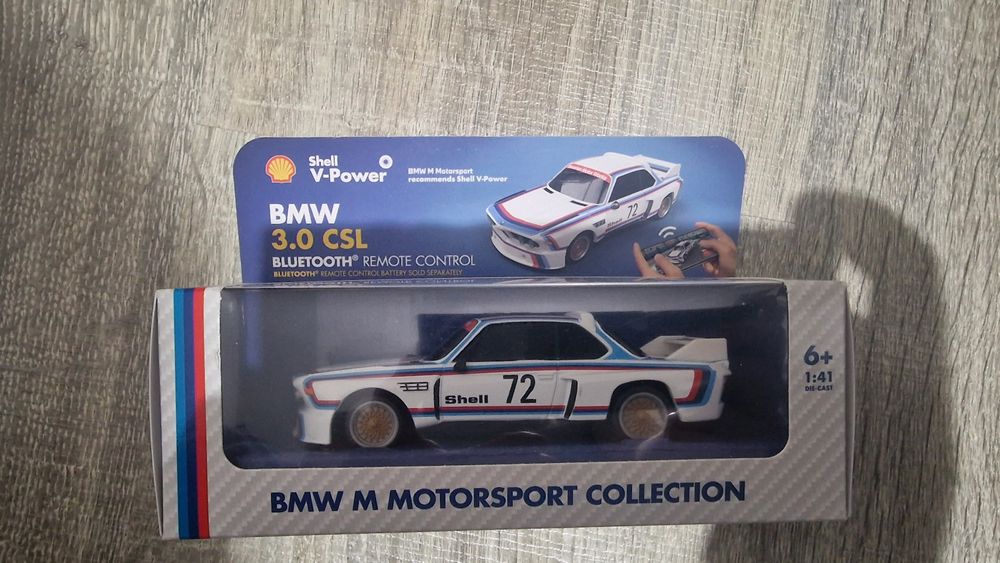 Shell
V-Power
BMW M Motorsport
recommends Shell V-Power
BMW
3.0 CSL
BLUETOOTH® REMOTE CONTROL
BLUETOOTH® REMOTE CONTROL BATTERY SOLD SEPARATELY
72
Shell
72
6+
1:41
DIE-CAST
BMW M MOTORSPORT COLLECTION